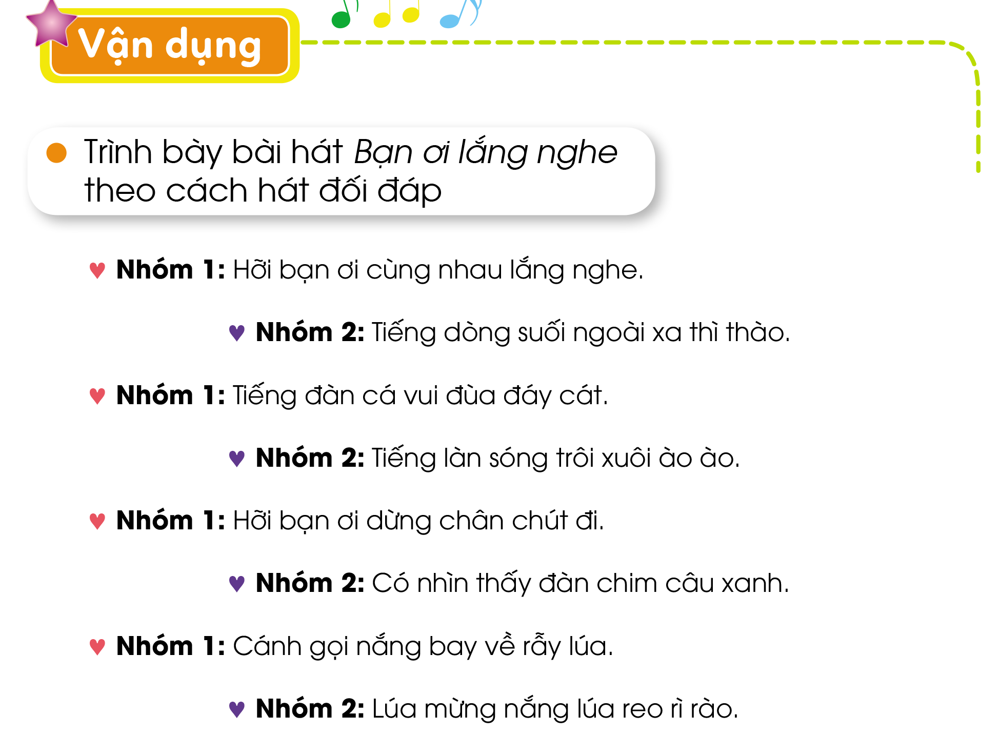 Vận dụng
Trình bày bài hát Bạn ơi lắng nghe
theo cách hát đối đáp
Nhóm 1: Hỡi bạn ơi cùng nhau lắng nghe.
Nhóm 2: Tiếng dòng suối ngoài xa thì thào.
Nhóm 1: Tiếng đàn cá vui đùa đáy cát.
Nhóm 2: Tiếng làn sóng trôi xuôi ào ào.
Nhóm 1: Hỡi bạn ơi dừng chân chút đi.
Nhóm 2: Có nhìn thấy đàn chim câu xanh.
Nhóm 1: Cánh gọi nắng bay về rẫy lúa.
Nhóm 2: Lúa mừng nắng lúa reo rì rào.